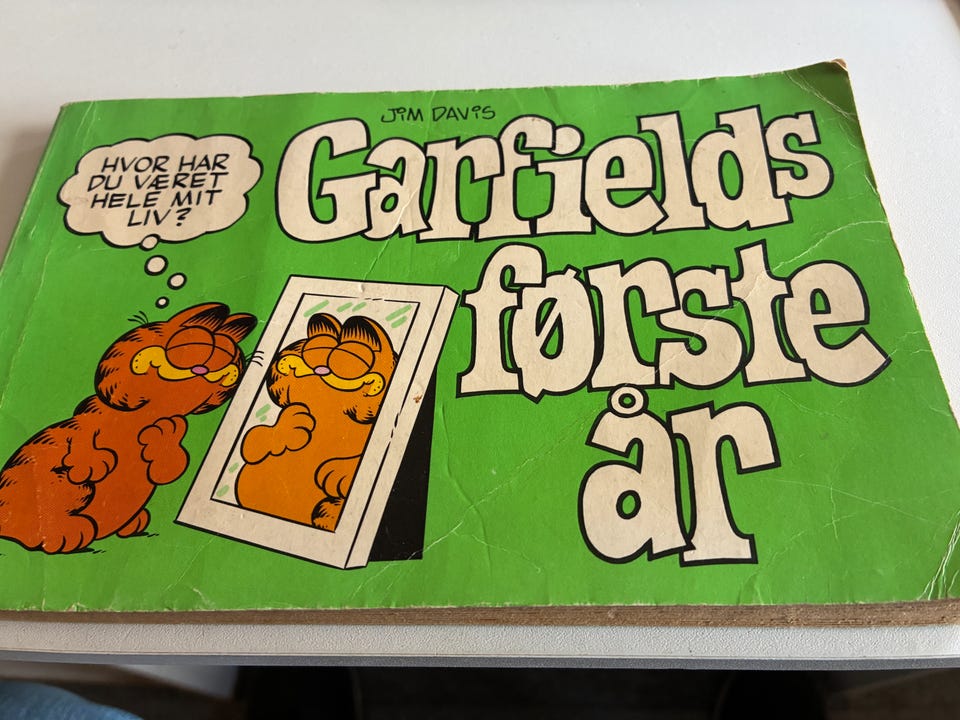 JIM DAVIS
Garfields
første
år
HVOR HAR
DU VÆRET
HELE MIT
LIV?